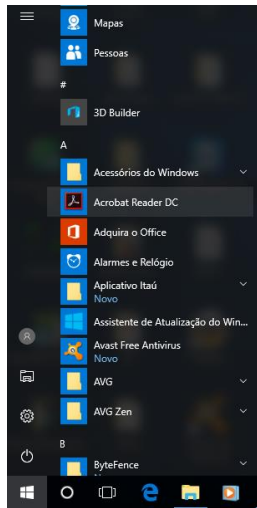 Mapas
Pessoas
#
3D Builder
A
Acessórios do Windows
Acrobat Reader DC
Adquira o Office
Alarmes e Relógio
Aplicativo Itaú
Novo
Assistente de Atualização do Win...
Avast Free Antivirus
Novo
AVG
AVG Zen
B
ByteFence
Novo